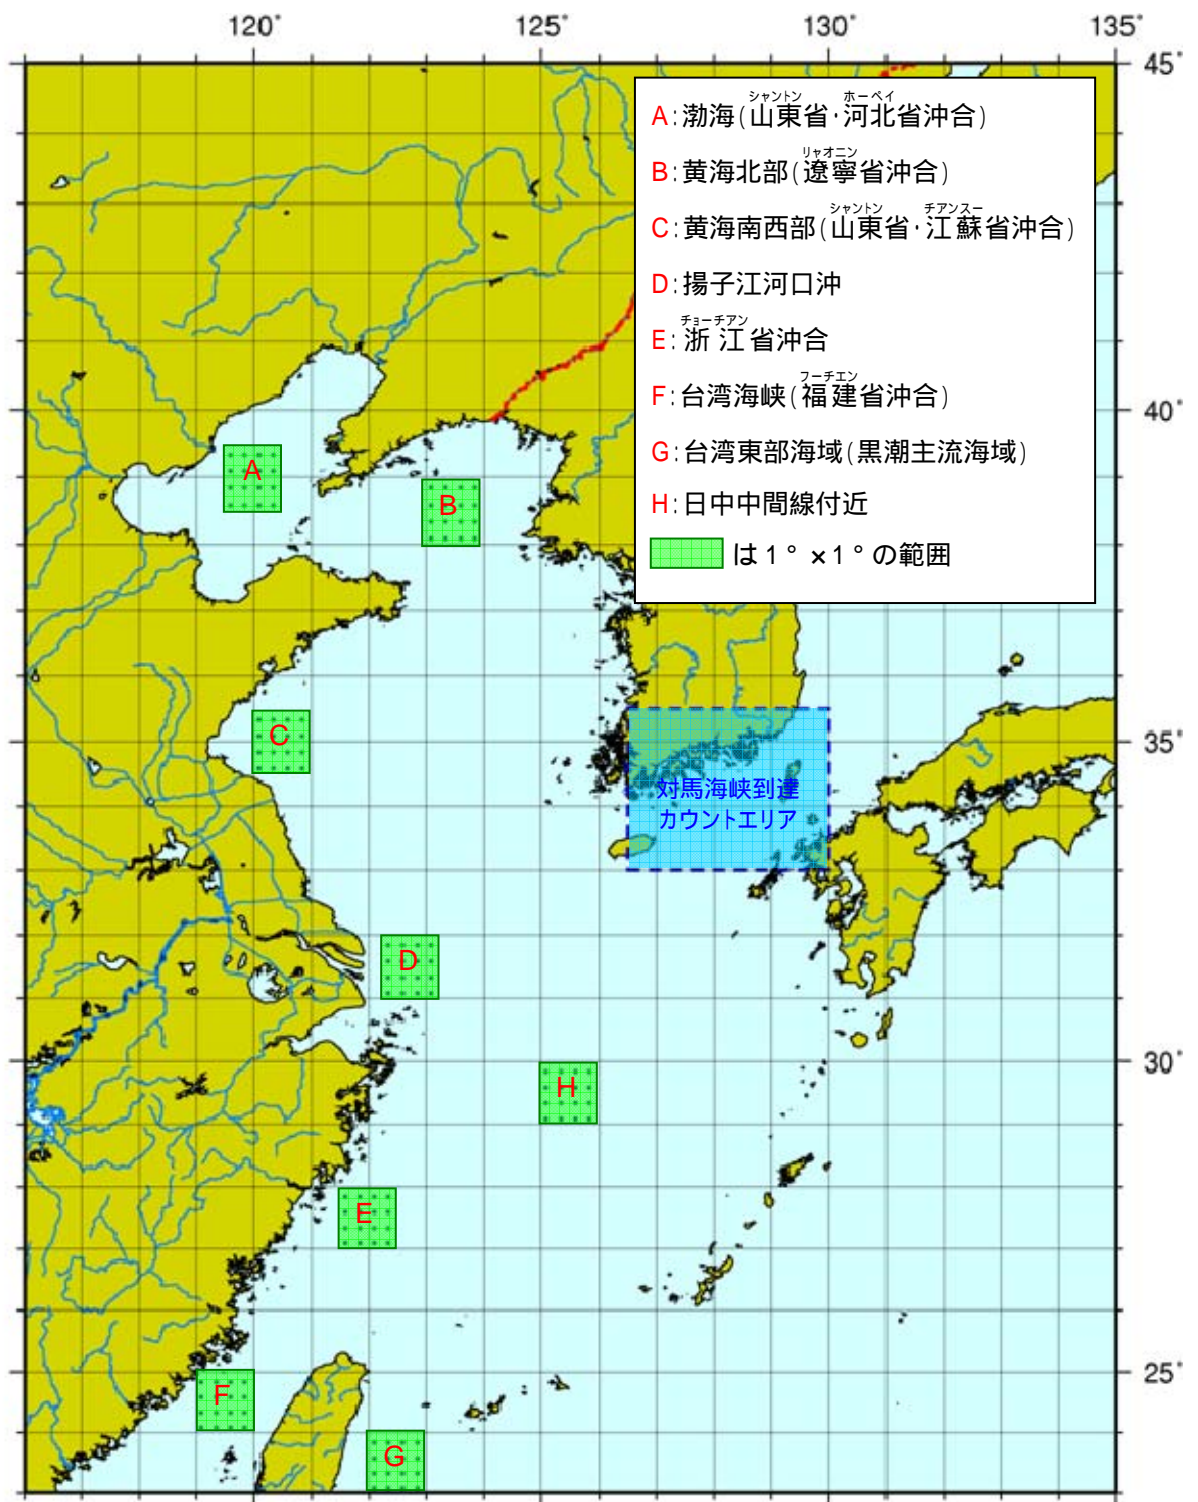 120° 125° 130° 135°
45°
シャントン ホーペイ
A:渤海(山東省・河北省沖合)
リャオニン
B:黄海北部(遼寧省沖合)
シャントン チアンスー
C:黄海南西部(山東省・江蘇省沖合)
D:揚子江河口沖
チョーチアン
E:浙江省沖合
フーチエン
F:台湾海峡(福建省沖合)
G:台湾東部海域(黒潮主流海域)
H:日中中間線付近
は1°×1°の範囲
40°
A
B
C
35°
対馬海峡到達
カウントエリア
D
30°
H
E
25°
F
G